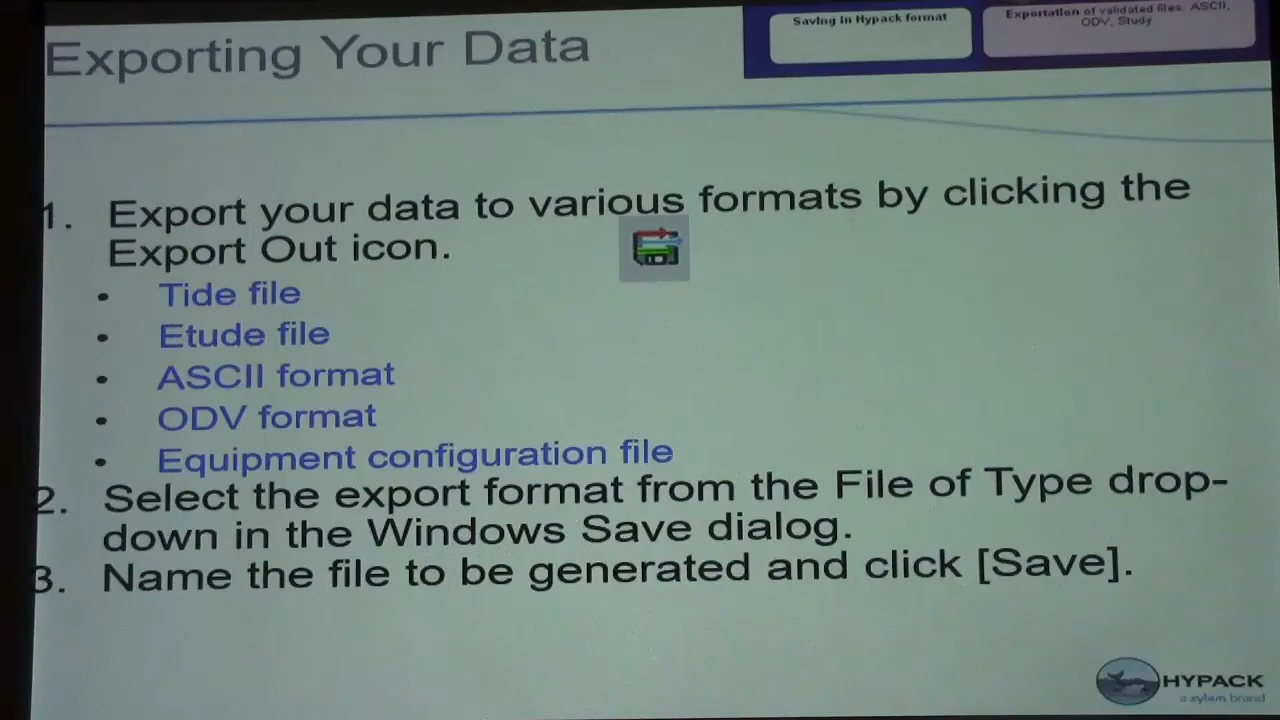 Exporting Your Data
Saving in Hypack format
Exportation of validated files: ASCII,
ODV, Study
1. Export your data to various formats by clicking the
Export Out icon.
• Tide file
• Etude file
• ASCII format
• ODV format
• Equipment configuration file
2. Select the export format from the File of Type drop-
down in the Windows Save dialog.
3. Name the file to be generated and click [Save].
HYPACK
a xylem brand